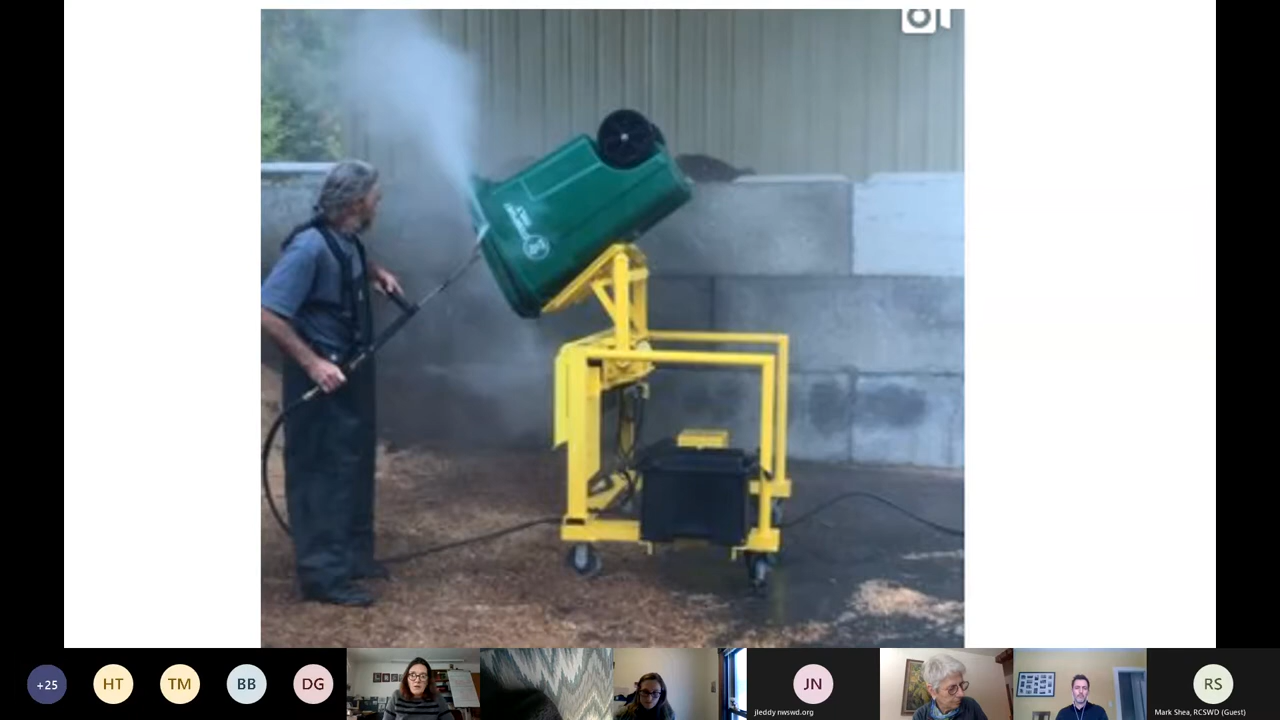 +25
HT
TM
BB
DG
JN
jleddy nwswd.org
RS
Mark Shea, RCSWD (Guest)